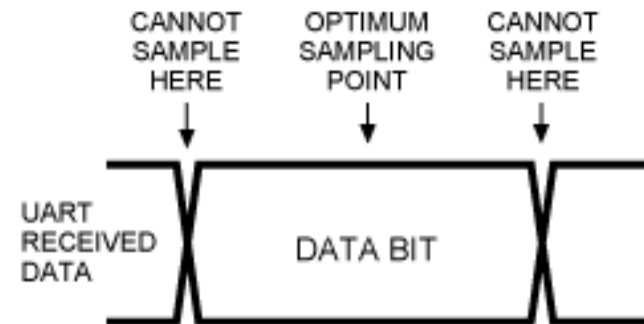 CANNOT
SAMPLE
HERE
OPTIMUM
SAMPLING
POINT
CANNOT
SAMPLE
HERE
UART
RECEIVED
DATA
DATA BIT